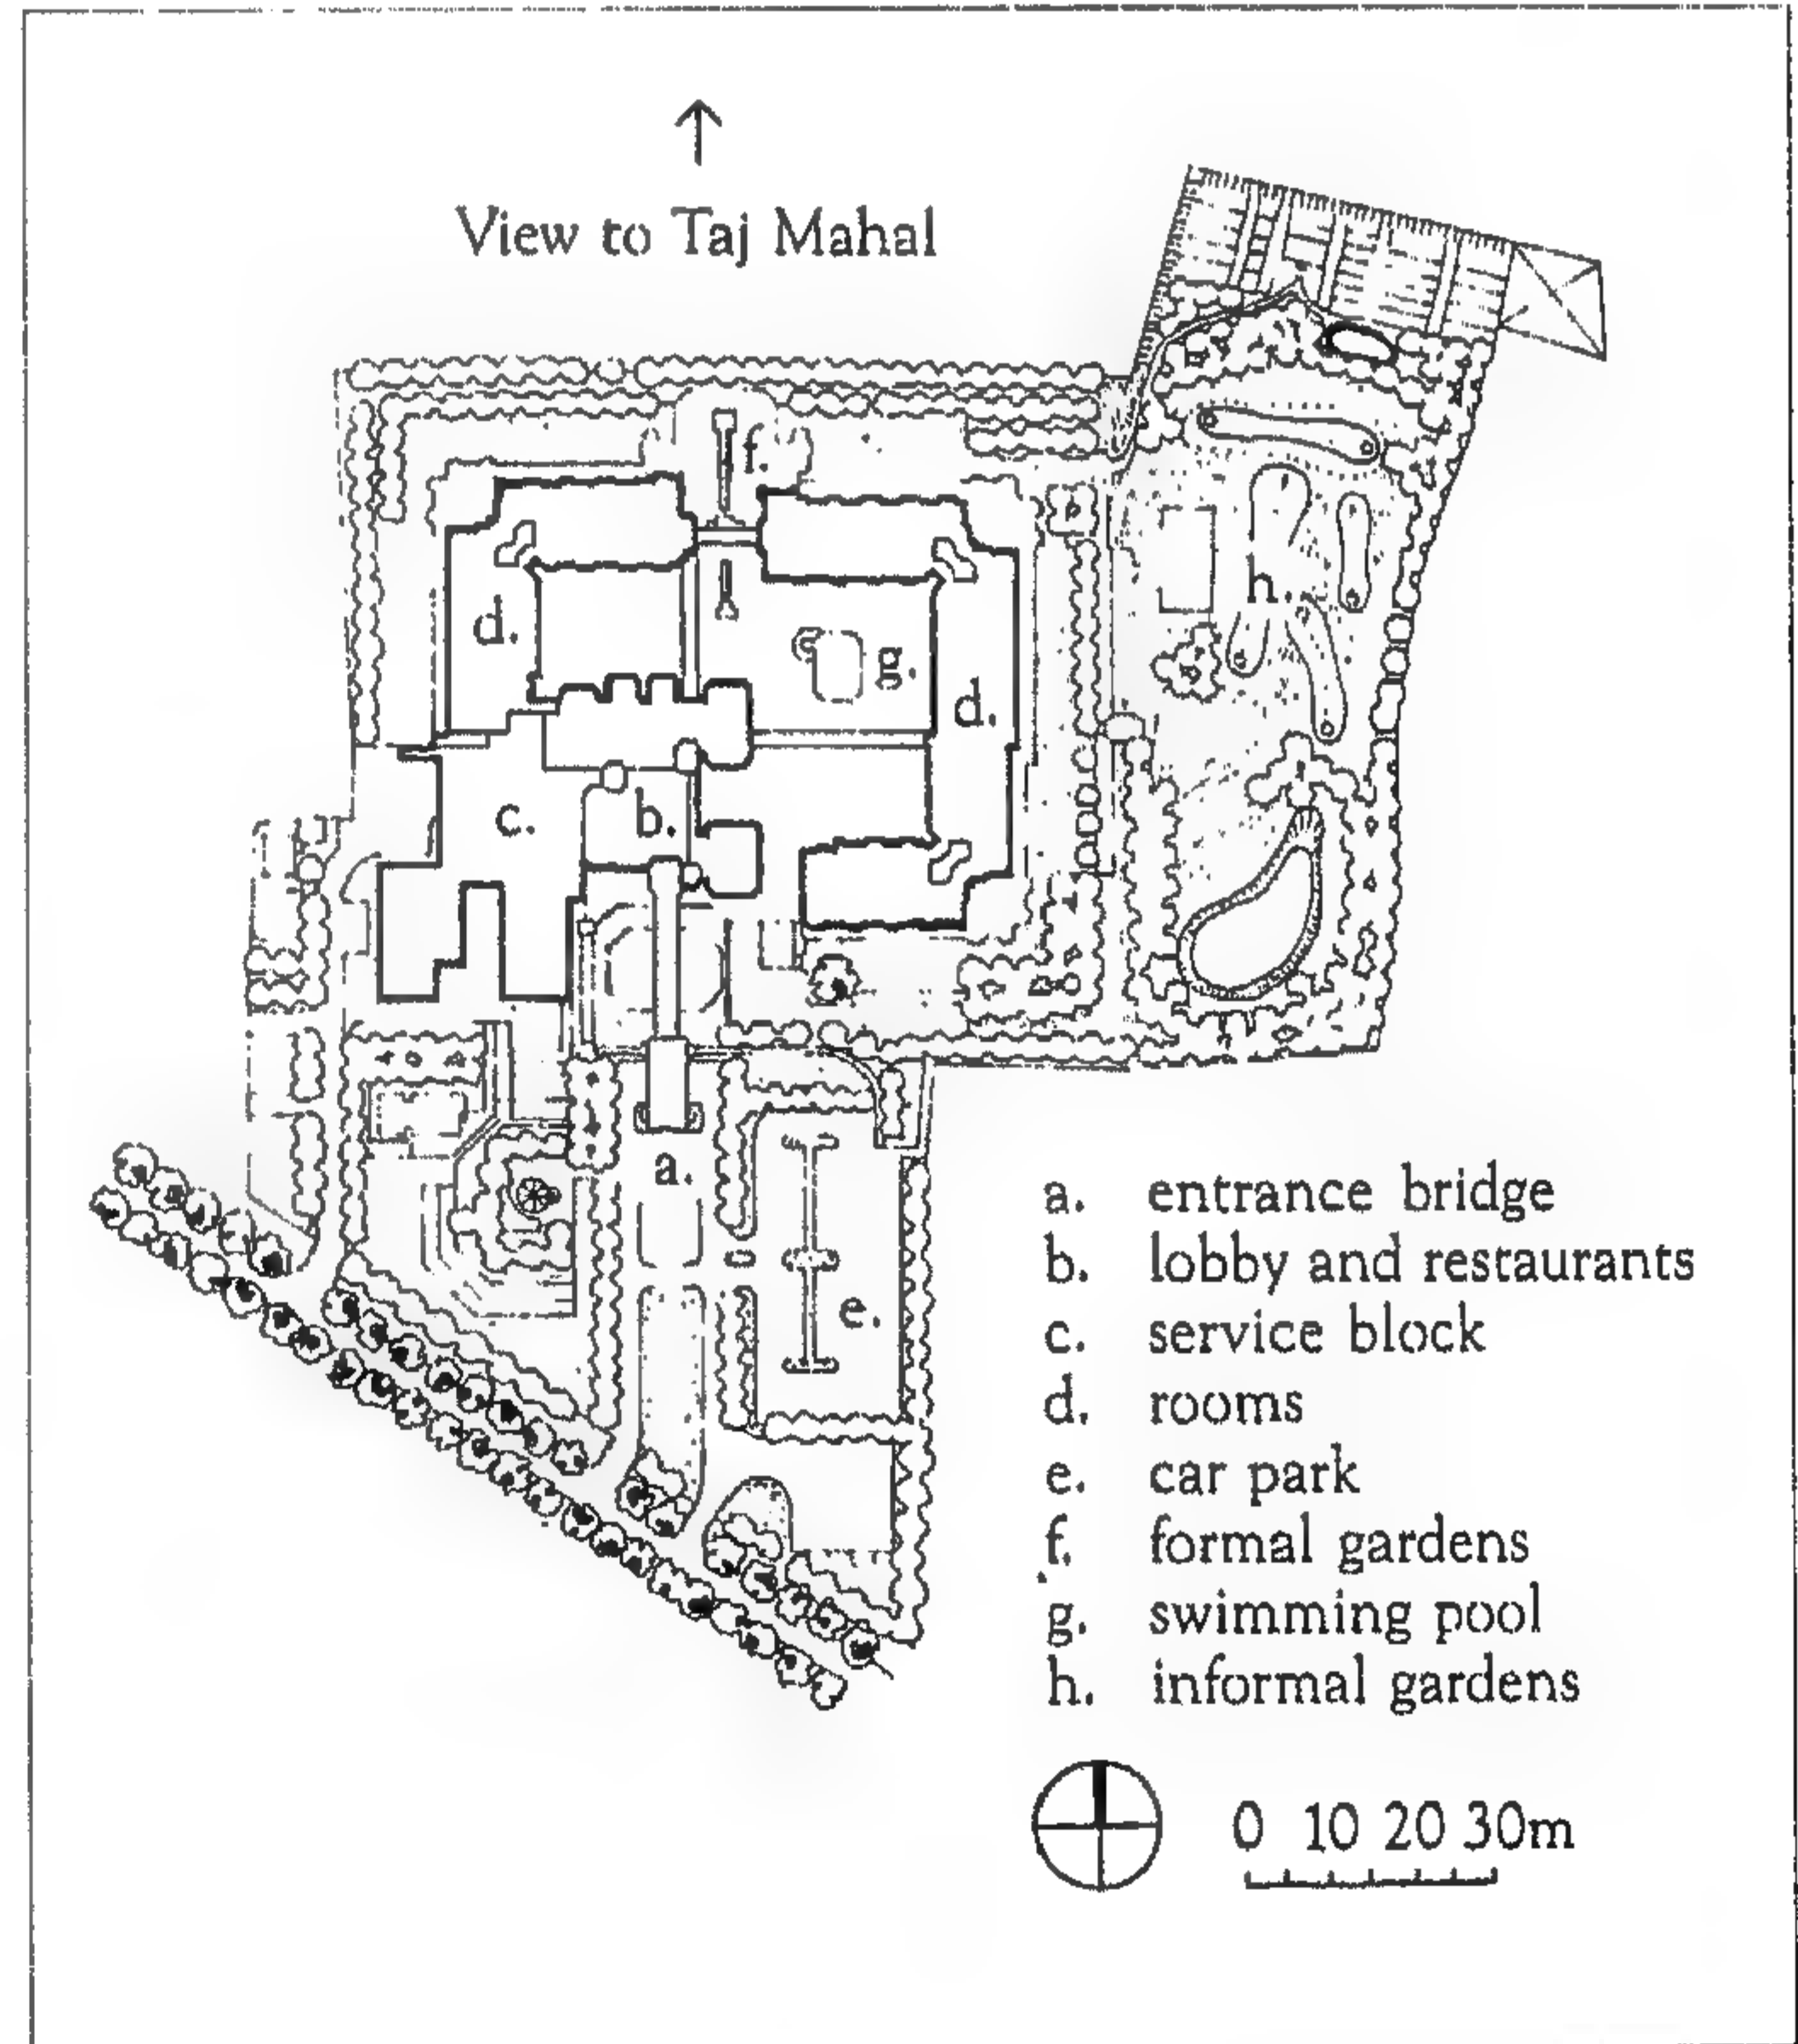 ↑
View to Taj Mahal
f.
h.
d.
g.
d.
c.
b.
a.
e.
a. entrance bridge
b. lobby and restaurants
c. service block
d. rooms
e. car park
f. formal gardens
g. swimming pool
h. informal gardens
0 10 20 30m